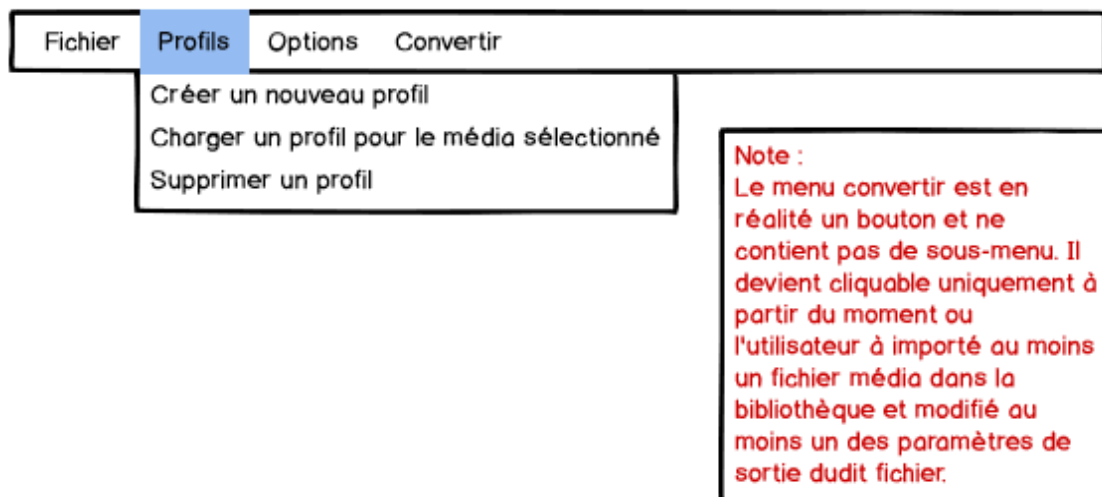 Fichier Profils Options Convertir
Créer un nouveau profil
Charger un profil pour le média sélectionné
Supprimer un profil
Note :
Le menu convertir est en
réalité un bouton et ne
contient pas de sous-menu. Il
devient cliquable uniquement à
partir du moment ou
l'utilisateur à importé au moins
un fichier média dans la
bibliothèque et modifié au
moins un des paramètres de
sortie dudit fichier.